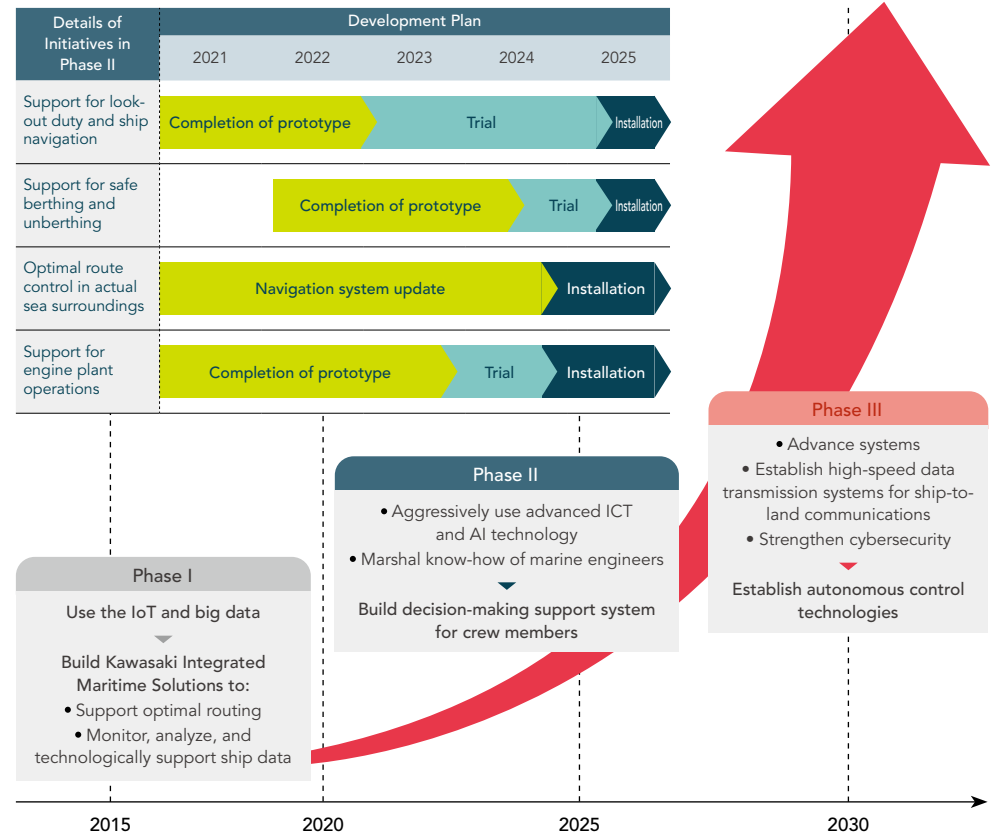 Details of
Initiatives in
Phase II
Development Plan
2021 2022 2023 2024 2025
Support for look-
out duty and ship
navigation
Completion of prototype
Trial
Installation
Support for safe
berthing and
unberthing
Completion of prototype
Trial
Installation
Optimal route
control in actual
sea surroundings
Navigation system update
Installation
Support for
engine plant
operations
Completion of prototype
Trial
Installation
Phase I
Use the IoT and big data
Build Kawasaki Integrated
Maritime Solutions to:
• Support optimal routing
• Monitor, analyze, and
technologically support ship data
Phase II
• Aggressively use advanced ICT
and AI technology
• Marshal know-how of marine engineers
Build decision-making support system
for crew members
Phase III
• Advance systems
• Establish high-speed data
transmission systems for ship-to-
land communications
• Strengthen cybersecurity
Establish autonomous control
technologies
2015 2020 2025 2030